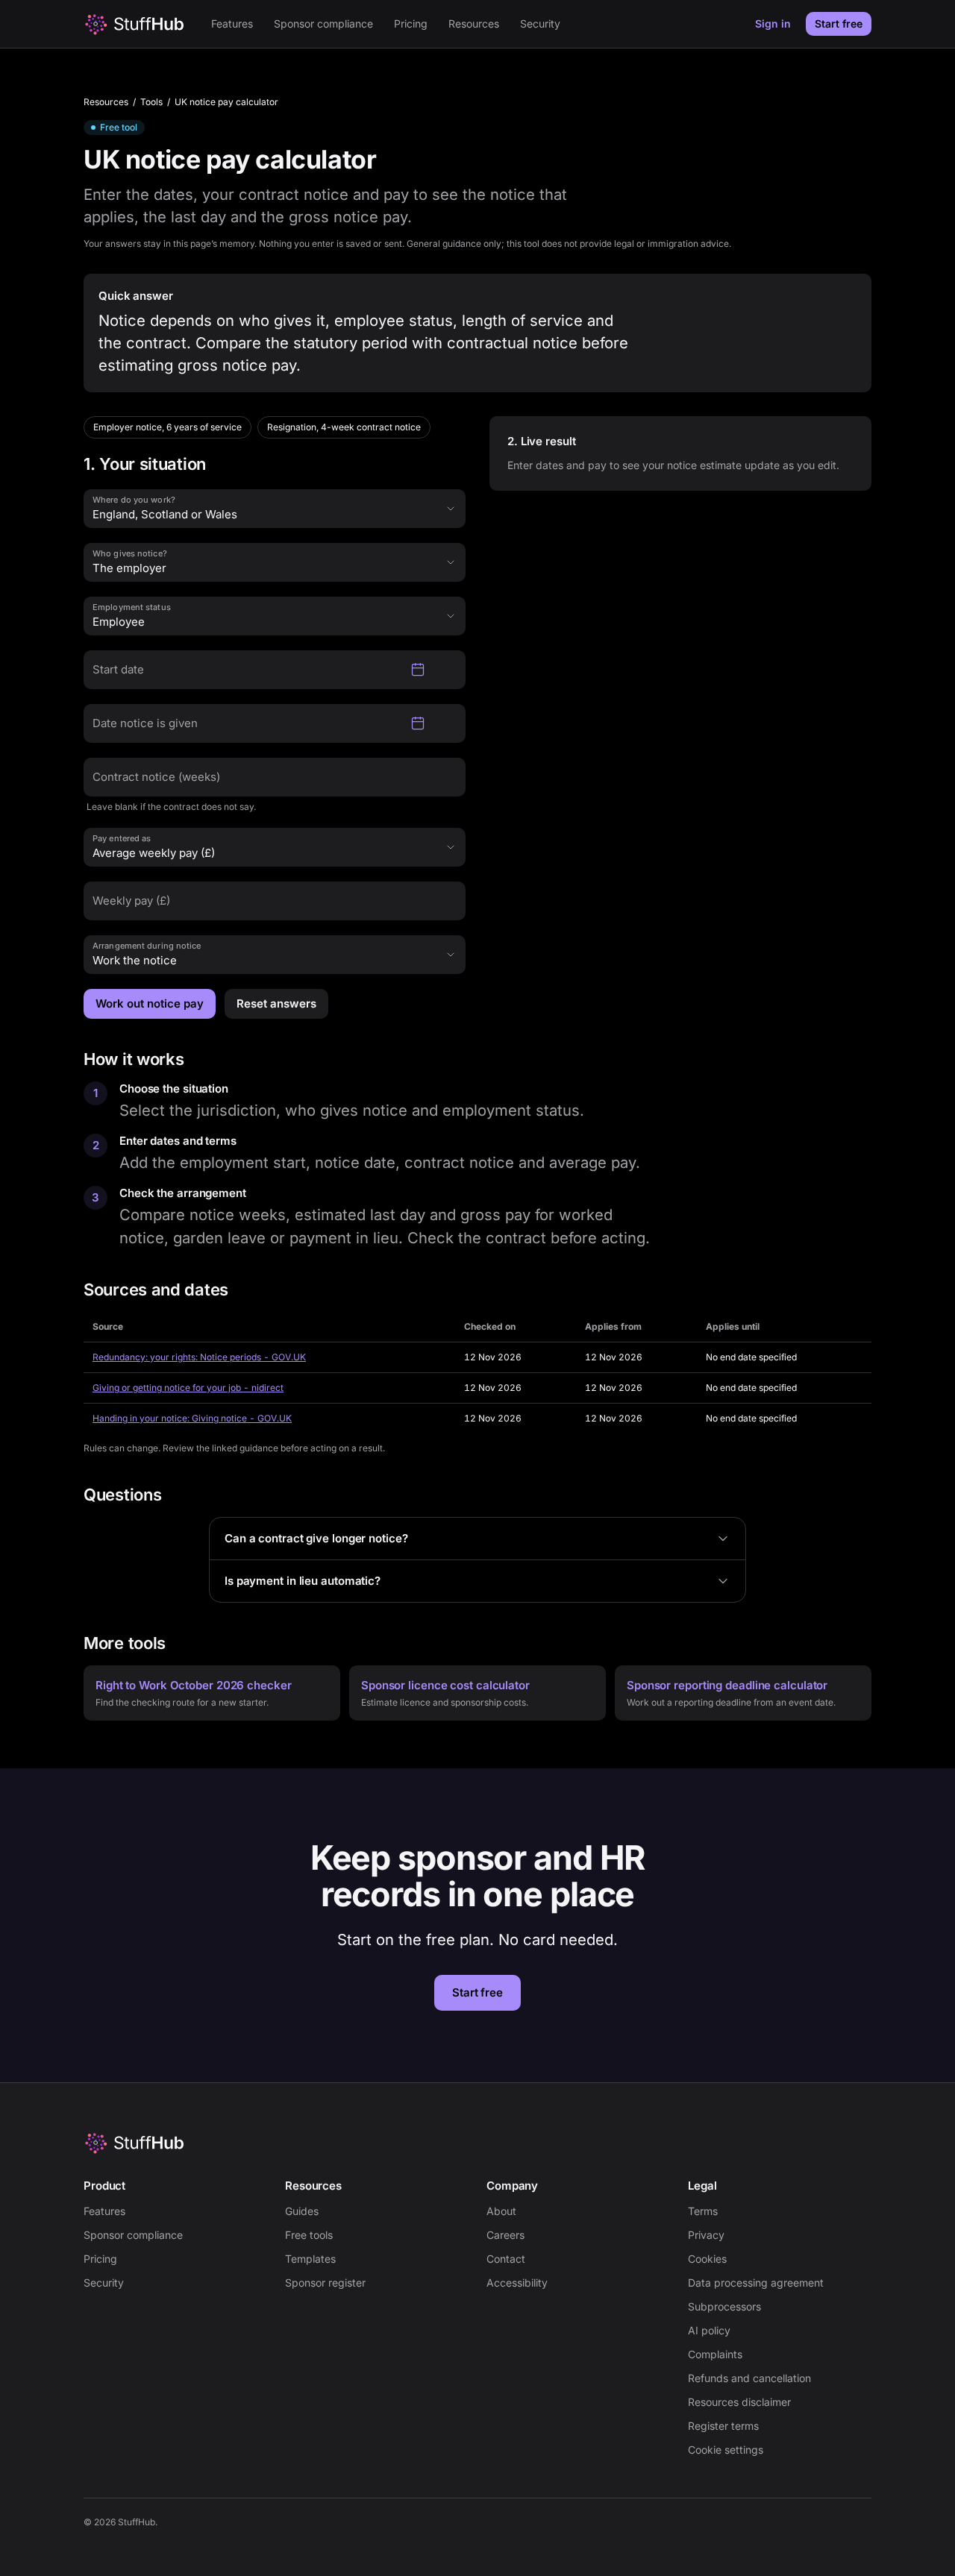 StuffHub
Features
Sponsor compliance
Pricing
Resources
Security
Sign in
Start free
Resources / Tools / UK notice pay calculator
Free tool
UK notice pay calculator
Enter the dates, your contract notice and pay to see the notice that
applies, the last day and the gross notice pay.
Your answers stay in this page's memory. Nothing you enter is saved or sent. General guidance only; this tool does not provide legal or immigration advice.
Quick answer
Notice depends on who gives it, employee status, length of service and
the contract. Compare the statutory period with contractual notice before
estimating gross notice pay.
Employer notice, 6 years of service
Resignation, 4-week contract notice
1. Your situation
Where do you work?
England, Scotland or Wales
Who gives notice?
The employer
Employment status
Employee
Start date
Date notice is given
Contract notice (weeks)
Leave blank if the contract does not say.
Pay entered as
Average weekly pay (£)
Weekly pay (£)
Arrangement during notice
Work the notice
Work out notice pay
Reset answers
2. Live result
Enter dates and pay to see your notice estimate update as you edit.
How it works
1
Choose the situation
Select the jurisdiction, who gives notice and employment status.
2
Enter dates and terms
Add the employment start, notice date, contract notice and average pay.
3
Check the arrangement
Compare notice weeks, estimated last day and gross pay for worked
notice, garden leave or payment in lieu. Check the contract before acting.
Sources and dates
Source Checked on Applies from Applies until
Redundancy: your rights: Notice periods - GOV.UK 12 Nov 2026 12 Nov 2026 No end date specified
Giving or getting notice for your job - nidirect 12 Nov 2026 12 Nov 2026 No end date specified
Handing in your notice: Giving notice - GOV.UK 12 Nov 2026 12 Nov 2026 No end date specified
Rules can change. Review the linked guidance before acting on a result.
Questions
Can a contract give longer notice?
Is payment in lieu automatic?
More tools
Right to Work October 2026 checker
Find the checking route for a new starter.
Sponsor licence cost calculator
Estimate licence and sponsorship costs.
Sponsor reporting deadline calculator
Work out a reporting deadline from an event date.
Keep sponsor and HR
records in one place
Start on the free plan. No card needed.
Start free
StuffHub
Product
Features
Sponsor compliance
Pricing
Security
Resources
Guides
Free tools
Templates
Sponsor register
Company
About
Careers
Contact
Accessibility
Legal
Terms
Privacy
Cookies
Data processing agreement
Subprocessors
AI policy
Complaints
Refunds and cancellation
Resources disclaimer
Register terms
Cookie settings
© 2026 StuffHub.